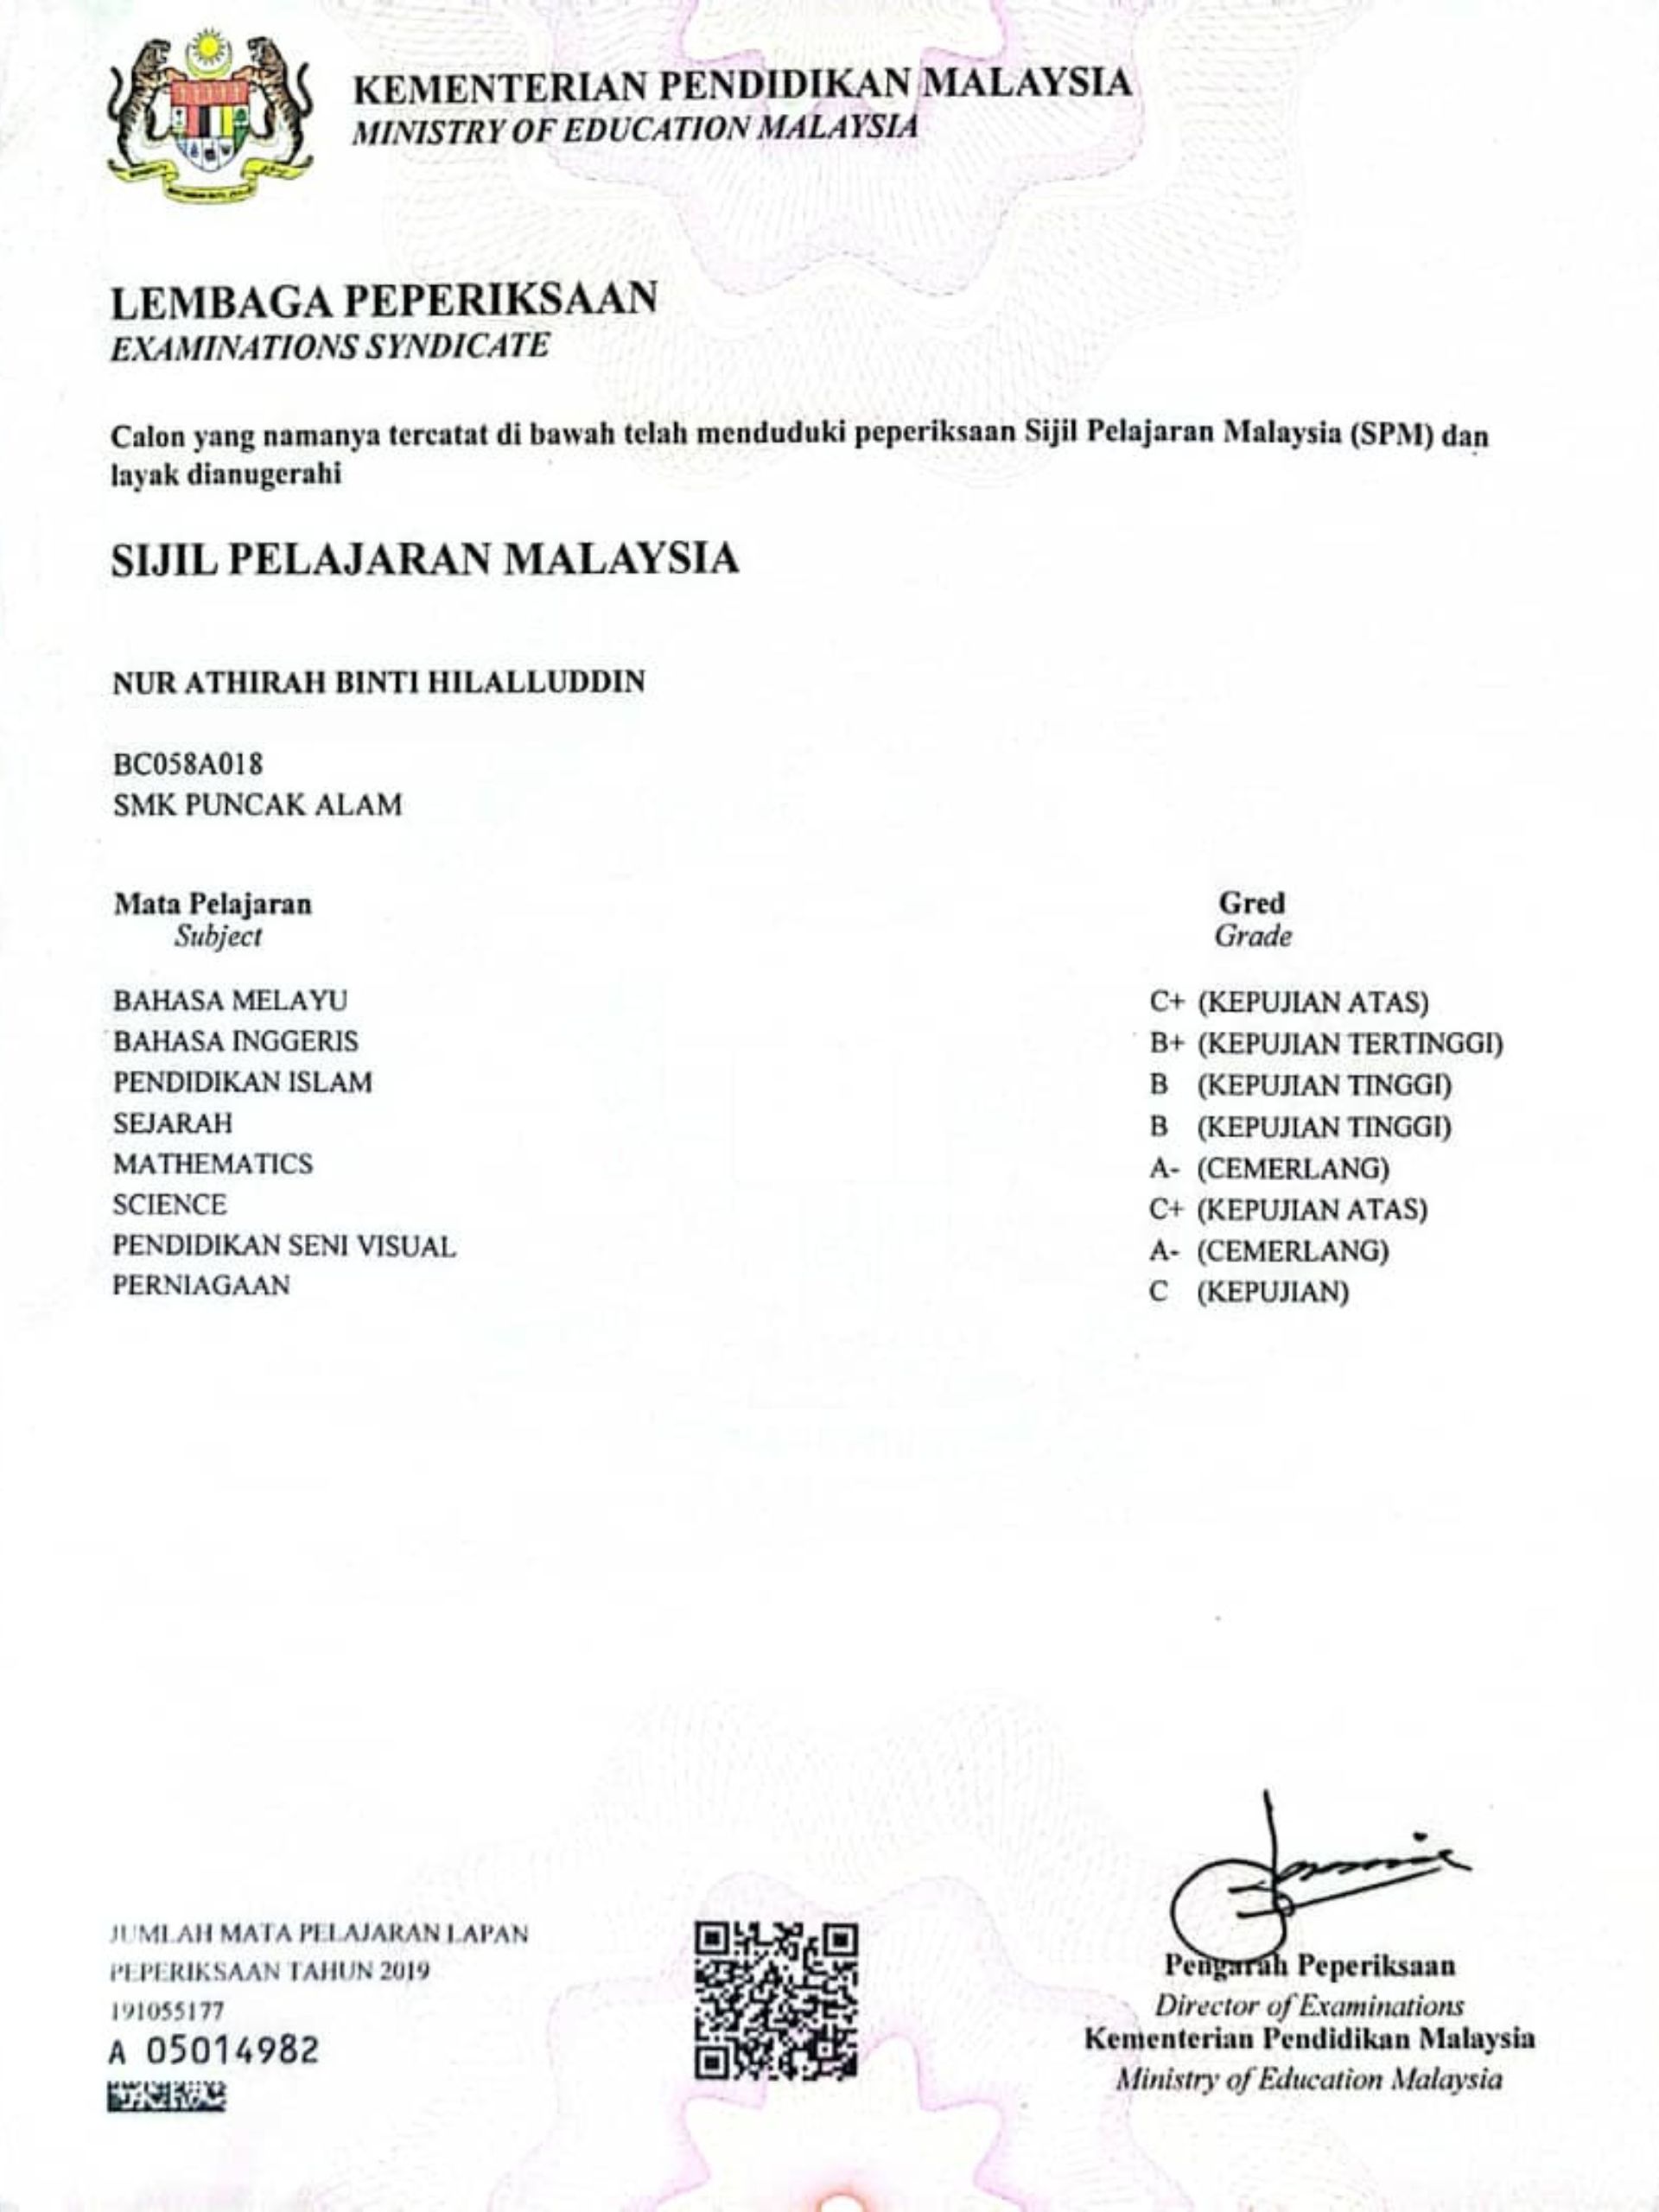 KEMENTERIAN PENDIDIKAN MALAYSIA
MINISTRY OF EDUCATION MALAYSIA
LEMBAGA PEPERIKSAAN
EXAMINATIONS SYNDICATE
Calon yang namanya tercatat di bawah telah menduduki peperiksaan Sijil Pelajaran Malaysia (SPM) dan
layak dianugerahi
SIJIL PELAJARAN MALAYSIA
NUR ATHIRAH BINTI HILALLUDDIN
BC058A018
SMK PUNCAK ALAM
Mata Pelajaran Gred
Subject Grade
BAHASA MELAYU C+ (KEPUJIAN ATAS)
BAHASA INGGERIS B+ (KEPUJIAN TERTINGGI)
PENDIDIKAN ISLAM B (KEPUJIAN TINGGI)
SEJARAH B (KEPUJIAN TINGGI)
MATHEMATICS A- (CEMERLANG)
SCIENCE C+ (KEPUJIAN ATAS)
PENDIDIKAN SENI VISUAL A- (CEMERLANG)
PERNIAGAAN C (KEPUJIAN)
JUMLAH MATA PELAJARAN LAPAN
PEPERIKSAAN TAHUN 2019
191055177
A 05014982
Pengarah Peperiksaan
Director of Examinations
Kementerian Pendidikan Malaysia
Ministry of Education Malaysia